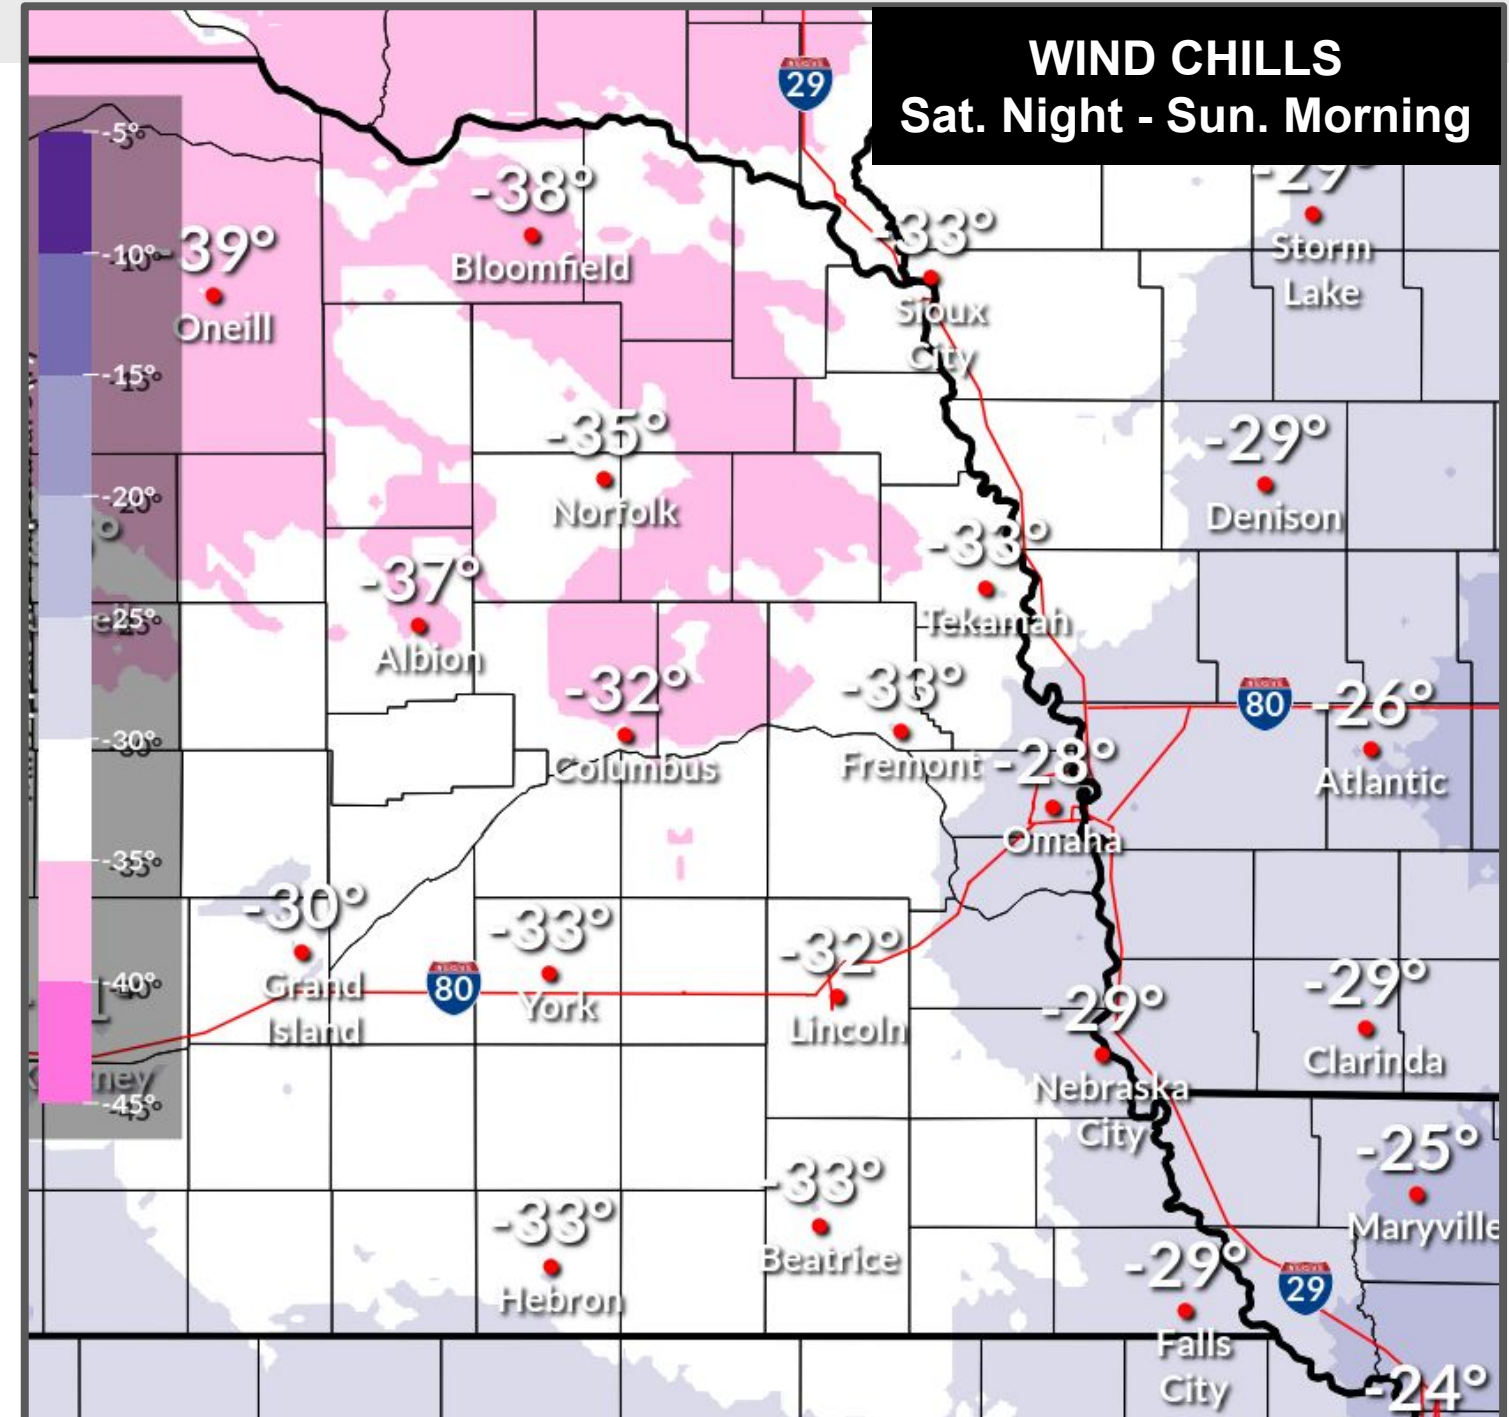 WIND CHILLS
Sat. Night - Sun. Morning
29
-5°
-10°
-15°
-20°
-25°
-30°
-35°
-40°
-45°
-39°
Oneill
-38°
Bloomfield
-33°
Sioux
City
-29°
Storm
Lake
-35°
Norfolk
-29°
Denison
-37°
Albion
-33°
Tekamah
-32°
Columbus
-33°
Fremont
-28°
Omaha
80
-26°
Atlantic
-30°
Grand
Island
80
-33°
York
-32°
Lincoln
-29°
Nebraska
City
-29°
Clarinda
-33°
Hebron
-33°
Beatrice
-25°
Maryville
-29°
Falls
City
29
-24°